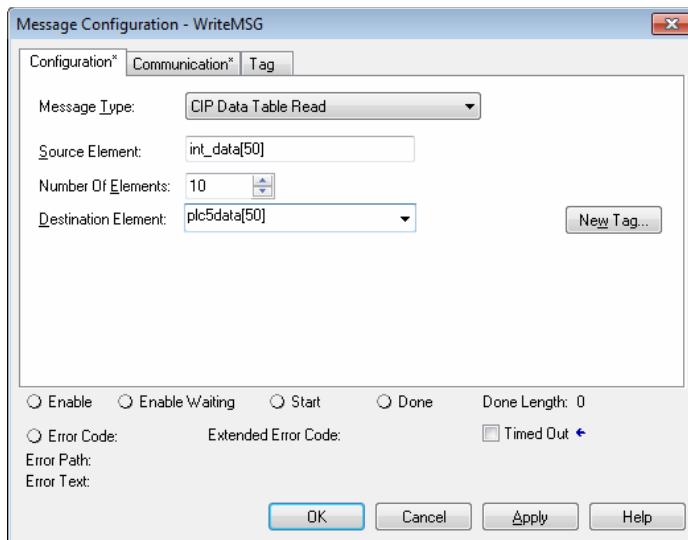 Message Configuration - WriteMSG
Configuration* Communication* Tag
Message Type: CIP Data Table Read
Source Element: int_data[50]
Number Of Elements: 10
Destination Element: plc5data[50] New Tag...
Enable Enable Waiting Start Done Done Length: 0
Error Code: Extended Error Code: Timed Out
Error Path:
Error Text:
OK Cancel Apply Help